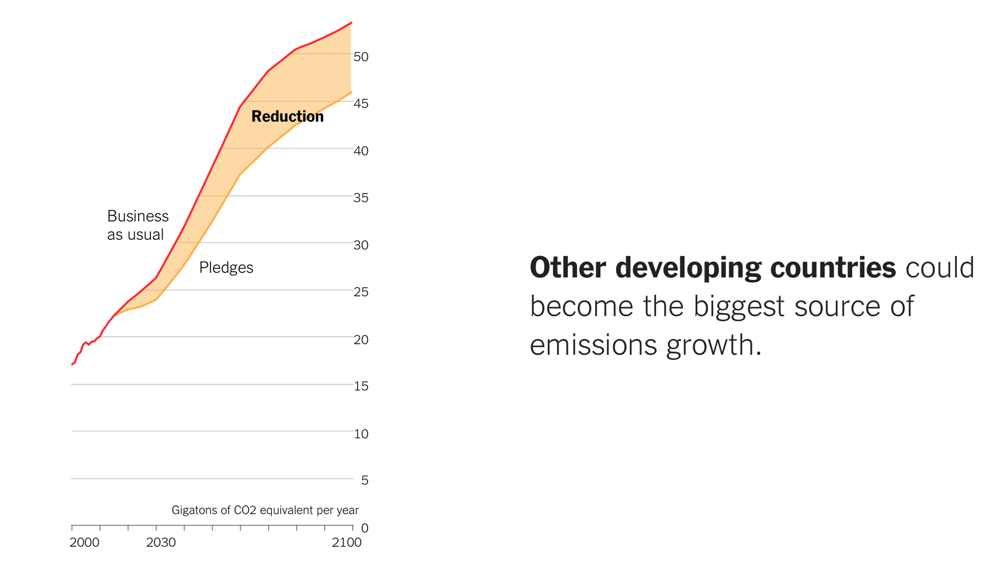 50
45
Reduction
40
35
Business
as usual
30
Pledges
25
20
15
10
5
Gigatons of CO2 equivalent per year
0
2000 2030 2100
Other developing countries could
become the biggest source of
emissions growth.